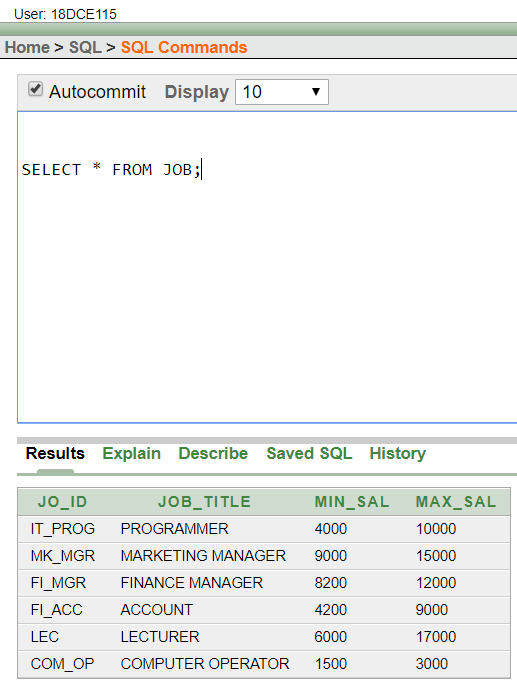 User: 18DCE115
Home > SQL > SQL Commands
Autocommit Display 10
SELECT * FROM JOB;
Results Explain Describe Saved SQL History
JO_ID JOB_TITLE MIN_SAL MAX_SAL
IT_PROG PROGRAMMER 4000 10000
MK_MGR MARKETING MANAGER 9000 15000
FI_MGR FINANCE MANAGER 8200 12000
FI_ACC ACCOUNT 4200 9000
LEC LECTURER 6000 17000
COM_OP COMPUTER OPERATOR 1500 3000